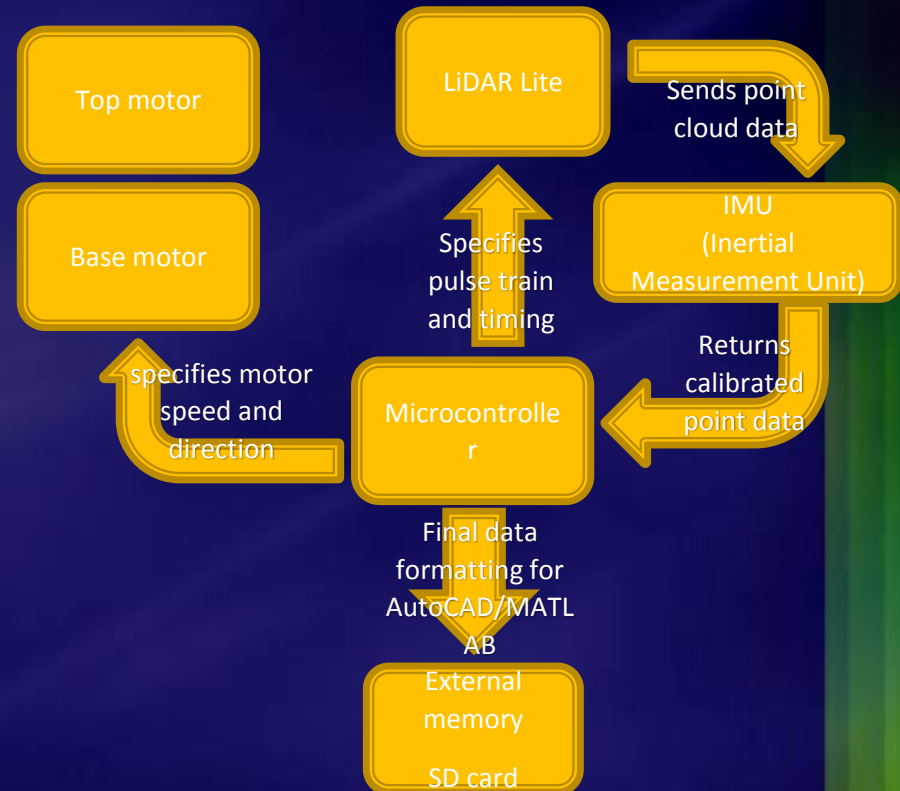 Top motor
LiDAR Lite
Sends point
cloud data
Base motor
IMU
(Inertial
Measurement Unit)
Specifies
pulse train
and timing
Returns
calibrated
point data
specifies motor
speed and
direction
Microcontrolle
r
Final data
formatting for
AutoCAD/MATL
AB
External
memory
SD card